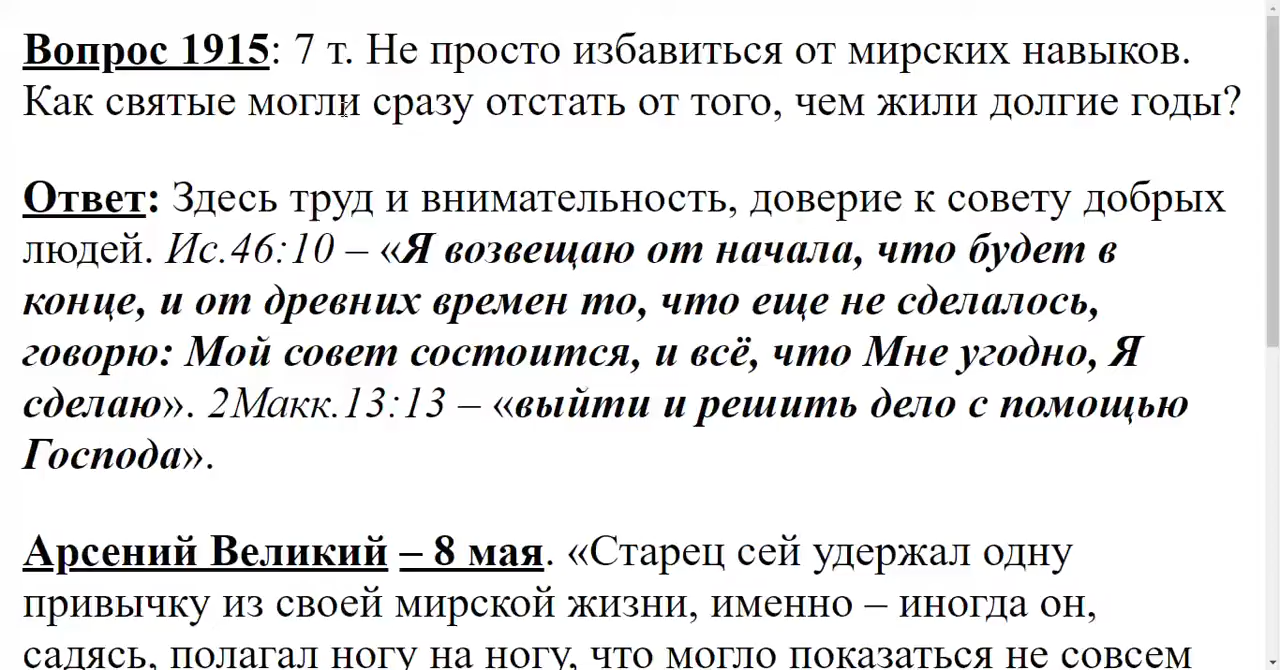 Вопрос 1915: 7 т. Не просто избавиться от мирских навыков.
Как святые могли сразу отстать от того, чем жили долгие годы?
Ответ: Здесь труд и внимательность, доверие к совету добрых
людей. Ис.46:10 – «Я возвещаю от начала, что будет в
конце, и от древних времен то, что еще не сделалось,
говорю: Мой совет состоится, и всё, что Мне угодно, Я
сделаю». 2Макк.13:13 – «выйти и решить дело с помощью
Господа».
Арсений Великий – 8 мая. «Старец сей удержал одну
привычку из своей мирской жизни, именно – иногда он,
садясь, полагал ногу на ногу, что могло показаться не совсем